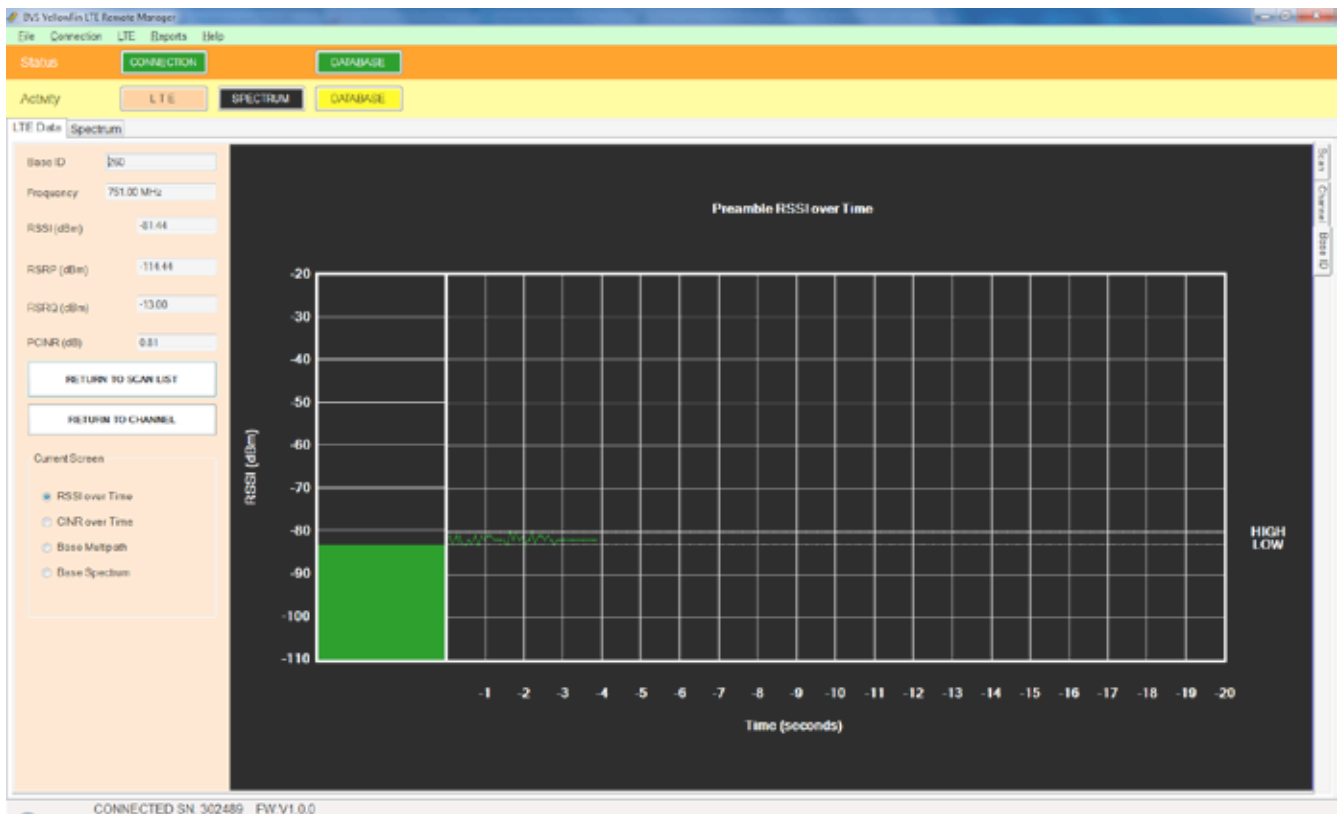 BVS YellowFin LTE Remote Manager
File Connection LTE Reports Help
Status CONNECTION DATABASE
Activity LTE SPECTRUM DATABASE
LTE Data Spectrum
Base ID 260
Frequency 751.00 MHz
RSSI (dBm) -81.44
RSRP (dBm) -114.44
RSRQ (dBm) -13.00
PCINR (dB) 0.81
RETURN TO SCAN LIST
RETURN TO CHANNEL
Current Screen
RSSI over Time
CINR over Time
Base Multipath
Base Spectrum
Preamble RSSI over Time
RSSI (dBm)
-20
-30
-40
-50
-60
-70
-80
-90
-100
-110
HIGH
LOW
-1 -2 -3 -4 -5 -6 -7 -8 -9 -10 -11 -12 -13 -14 -15 -16 -17 -18 -19 -20
Time (seconds)
Scan
Channel
Base ID
CONNECTED SN: 302489 FW:V1.0.0